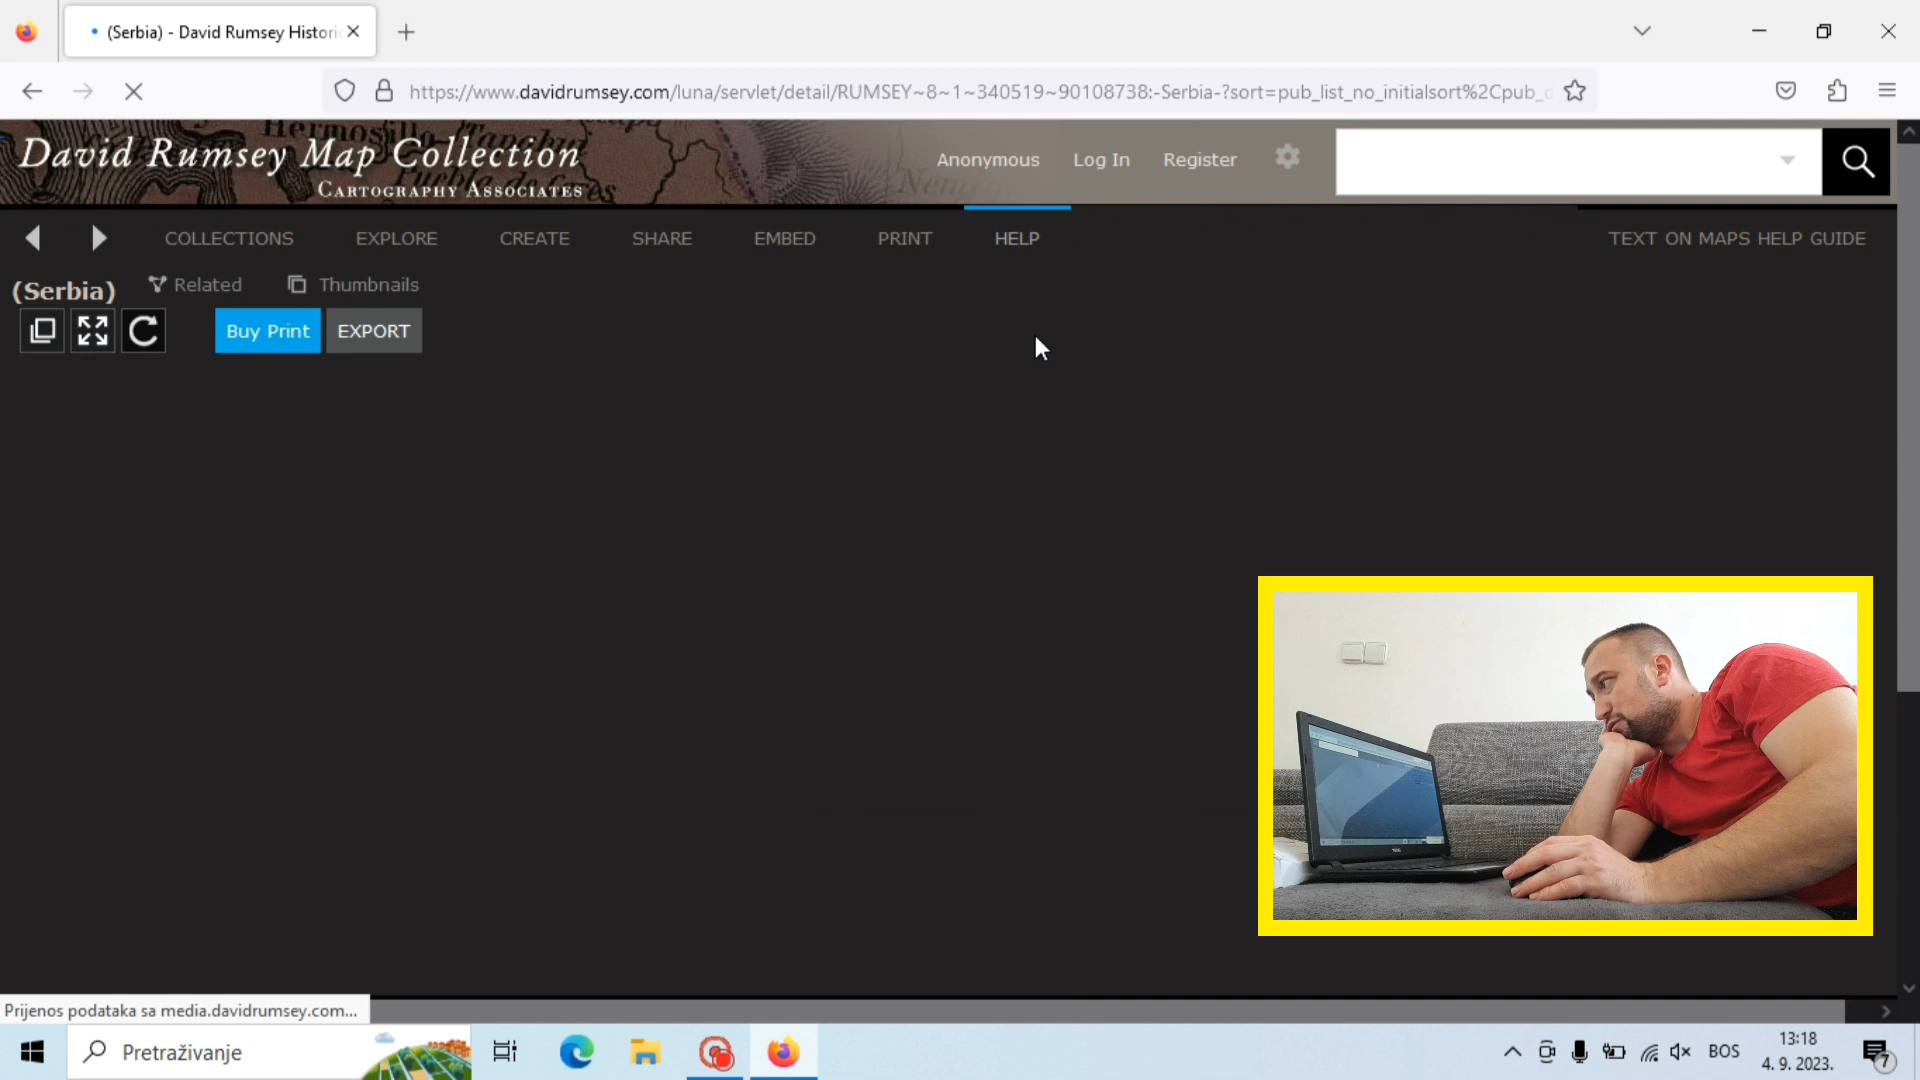 (Serbia) - David Rumsey Histori
https://www.davidrumsey.com/luna/servlet/detail/RUMSEY~8~1~340519~90108738:-Serbia-?sort=pub_list_no_initialsort%2Cpub_
David Rumsey Map Collection
CARTOGRAPHY ASSOCIATES
Anonymous Log In Register
COLLECTIONS EXPLORE CREATE SHARE EMBED PRINT HELP TEXT ON MAPS HELP GUIDE
(Serbia) Related Thumbnails
Buy Print EXPORT
Prijenos podataka sa media.davidrumsey.com...
Pretraživanje
BOS
13:18
4. 9. 2023.
7